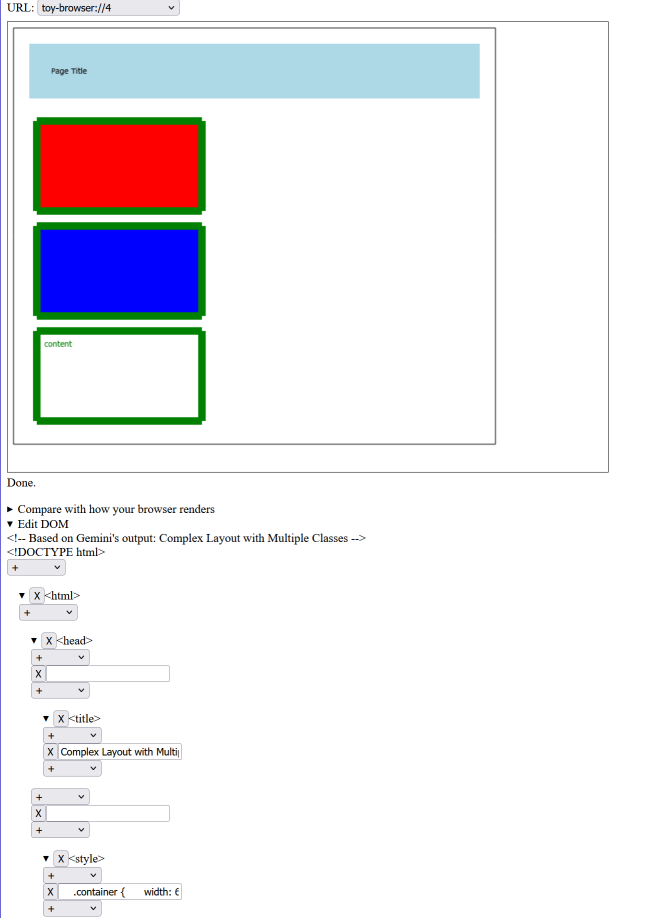 URL: toy-browser://4
Page Title
content
Done.
▸ Compare with how your browser renders
▾ Edit DOM
<!-- Based on Gemini's output: Complex Layout with Multiple Classes -->
<!DOCTYPE html>
+
▾ X <html>
+
▾ X <head>
+
X
+
▾ X <title>
+
X Complex Layout with Multi
+
+
X
+
▾ X <style>
+
X .container { width: 6
+